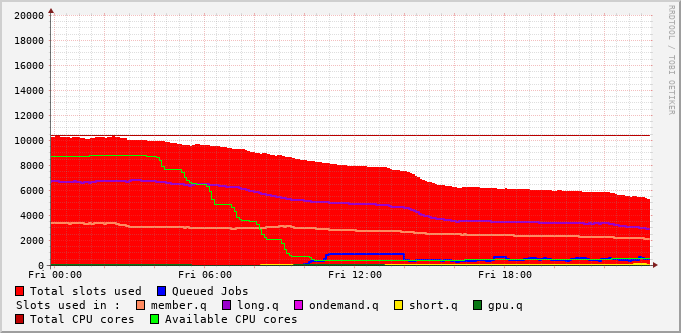 20000
18000
16000
14000
12000
10000
8000
6000
4000
2000
0
Fri 00:00 Fri 06:00 Fri 12:00 Fri 18:00
Total slots used Queued Jobs
Slots used in : member.q long.q ondemand.q short.q gpu.q
Total CPU cores Available CPU cores
RRDTOOL / TOBI OETIKER